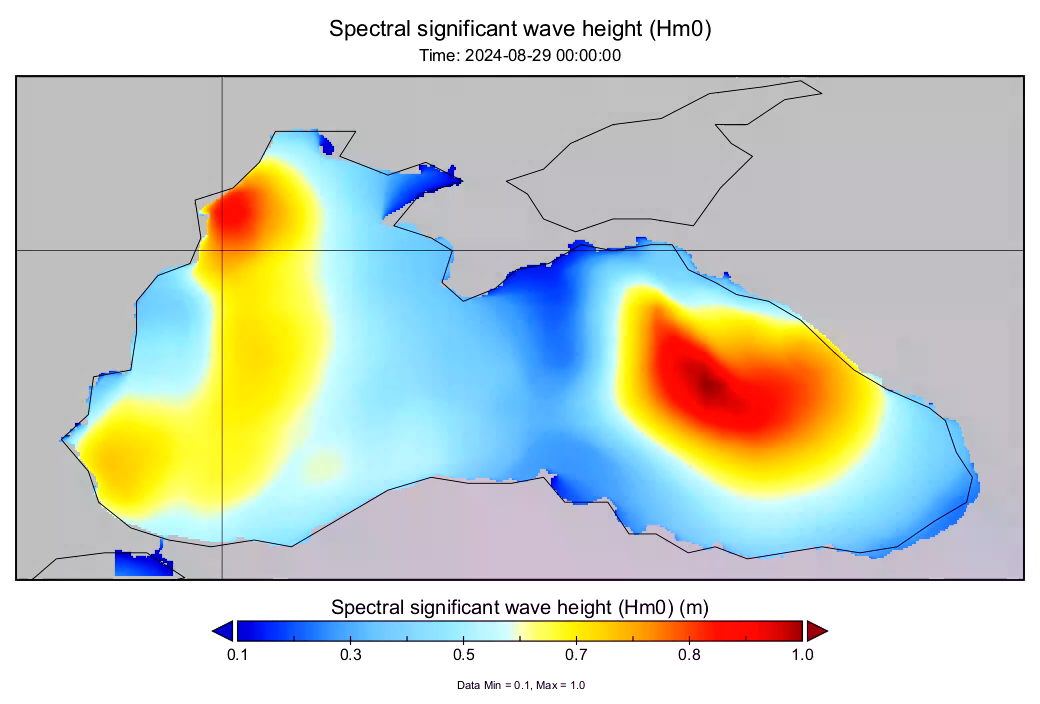 Spectral significant wave height (Hm0)
Time: 2024-08-29 00:00:00
Spectral significant wave height (Hm0) (m)
0.1 0.3 0.5 0.7 0.8 1.0
Data Min = 0.1, Max = 1.0